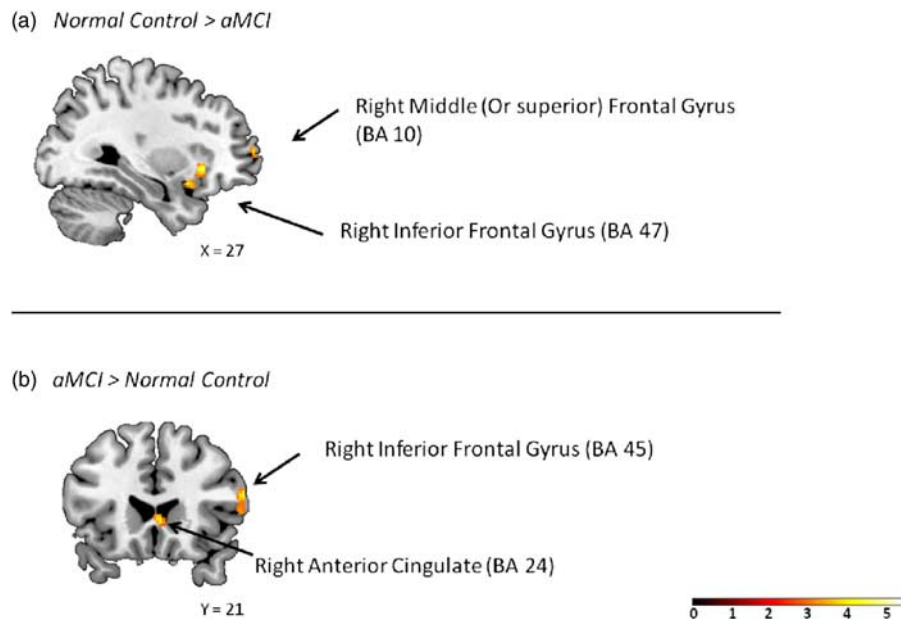 (a) Normal Control > aMCI
Right Middle (Or superior) Frontal Gyrus
(BA 10)
Right Inferior Frontal Gyrus (BA 47)
X = 27
(b) aMCI > Normal Control
Right Inferior Frontal Gyrus (BA 45)
Right Anterior Cingulate (BA 24)
Y = 21
0 1 2 3 4 5